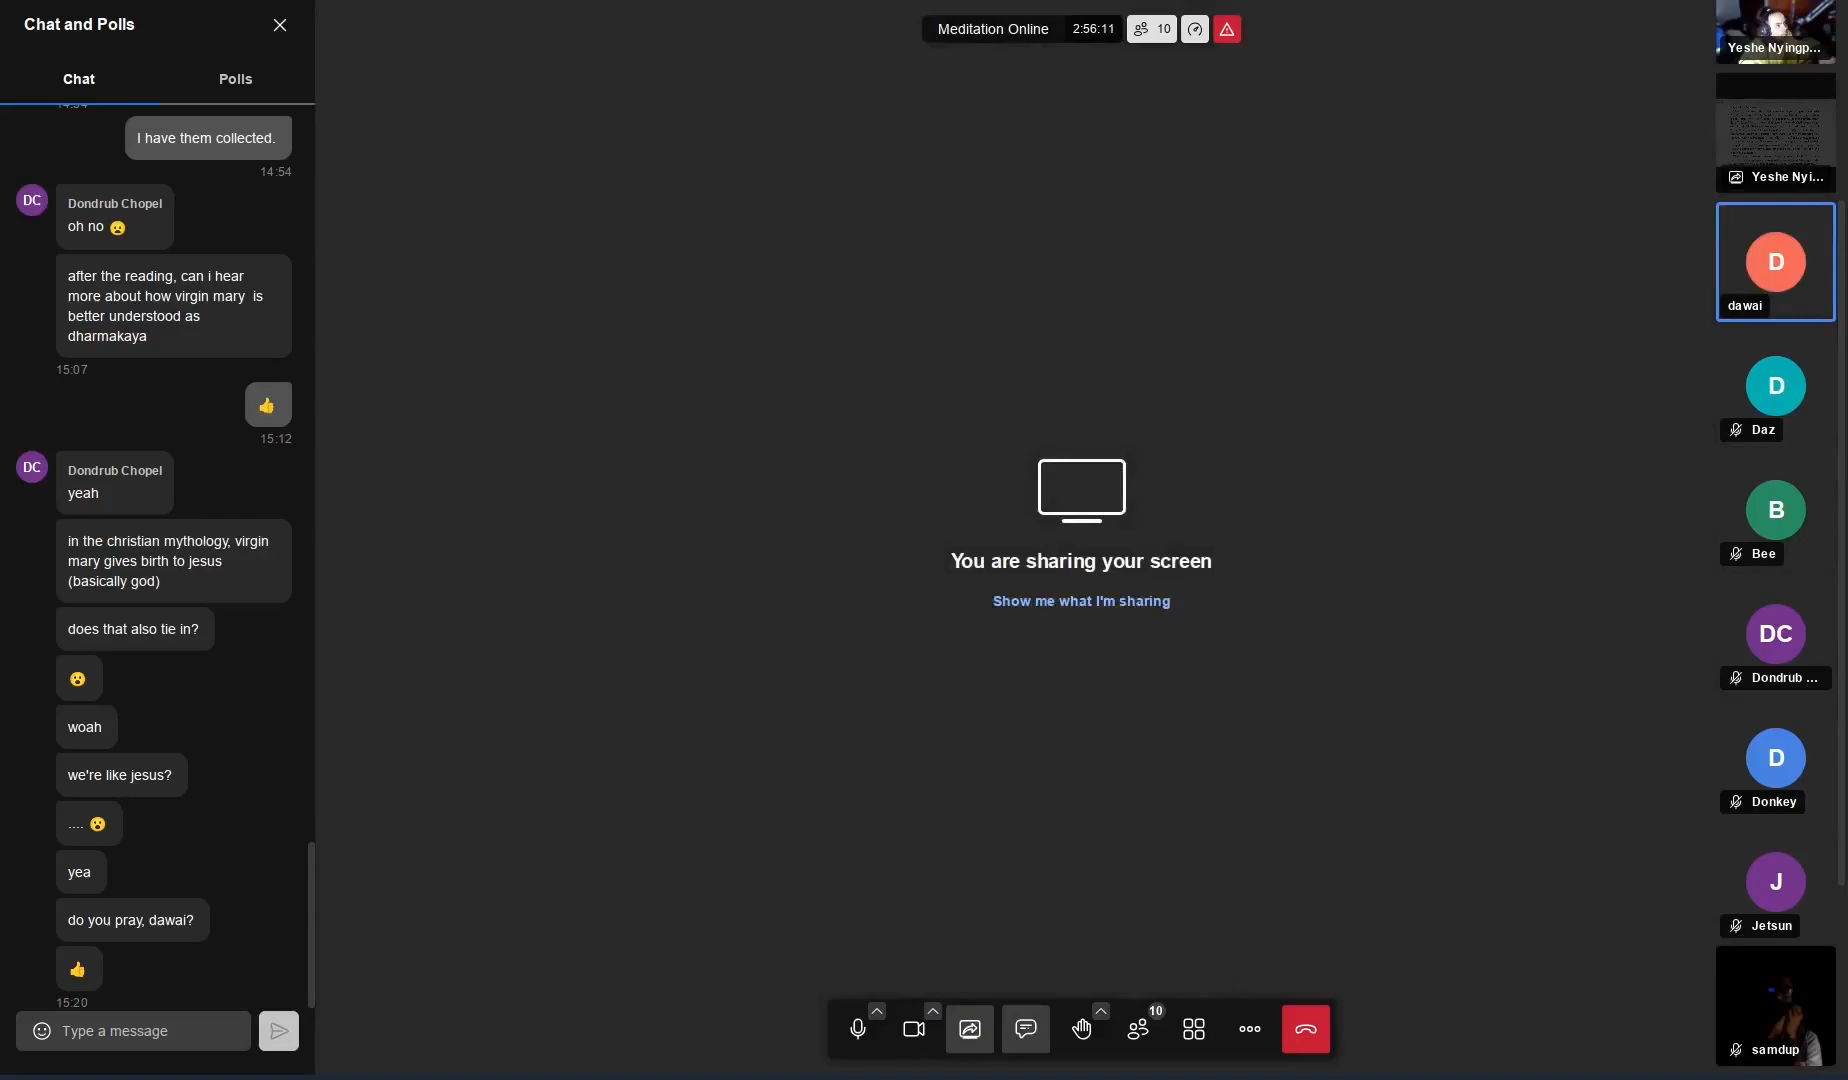 Chat and Polls
Chat
Polls
14:54
I have them collected.
14:54
DC
Dondrub Chopel
oh no 😦
after the reading, can i hear
more about how virgin mary is
better understood as
dharmakaya
15:07
👍
15:12
DC
Dondrub Chopel
yeah
in the christian mythology, virgin
mary gives birth to jesus
(basically god)
does that also tie in?
😮
woah
we're like jesus?
.... 😮
yea
do you pray, dawai?
👍
15:20
Type a message
Meditation Online
2:56:11
10
You are sharing your screen
Show me what I'm sharing
10
Yeshe Nyingp...
Yeshe Nyi...
D
dawai
D
Daz
B
Bee
DC
Dondrub ...
D
Donkey
J
Jetsun
samdup